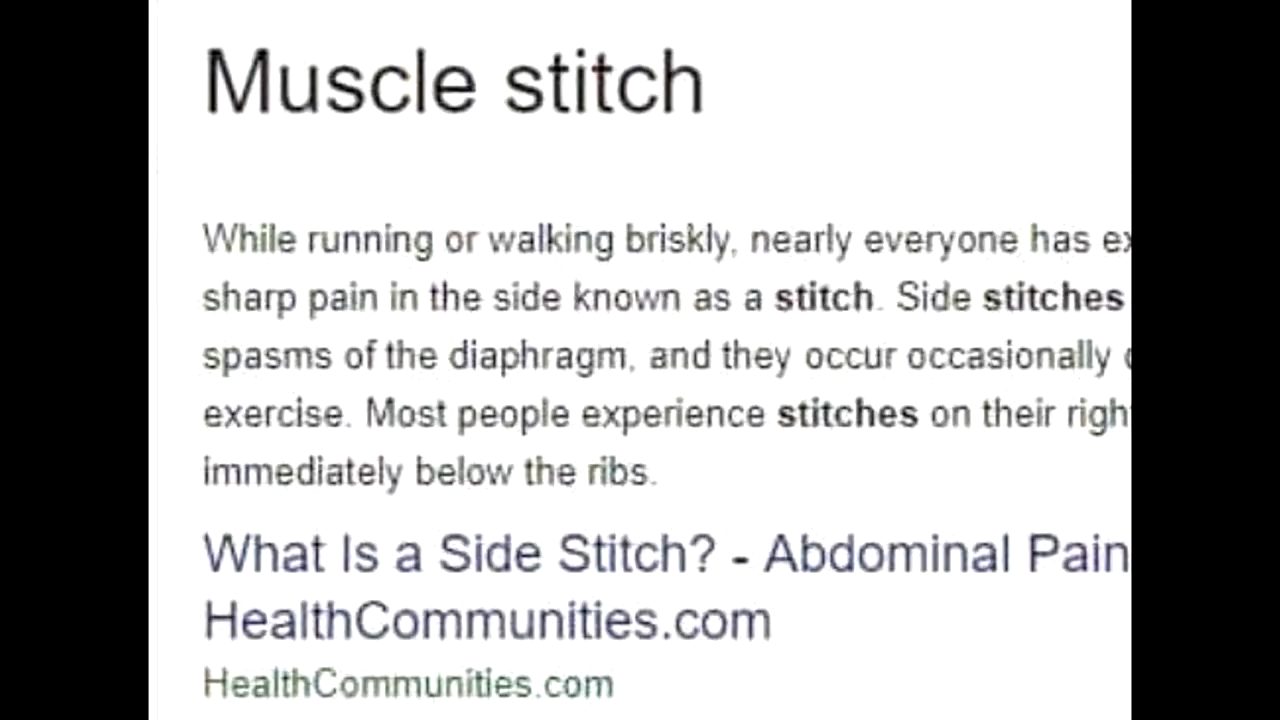 Muscle stitch
While running or walking briskly, nearly everyone has
sharp pain in the side known as a stitch. Side stitches
spasms of the diaphragm, and they occur occasionally
exercise. Most people experience stitches on their righ
immediately below the ribs.
What Is a Side Stitch? - Abdominal Pain
HealthCommunities.com
HealthCommunities.com